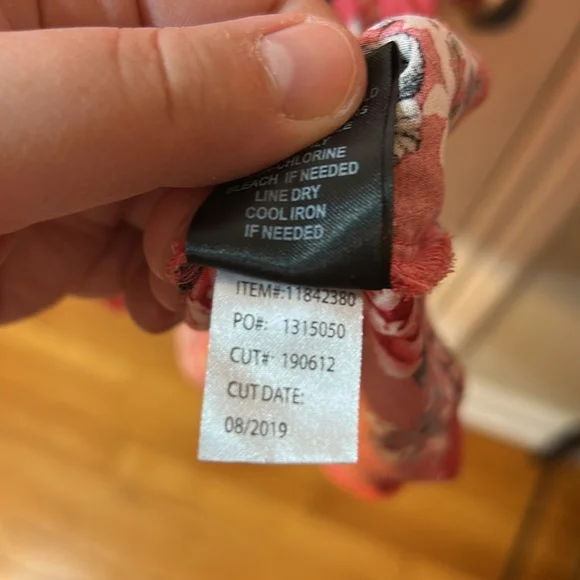 CHLORINE
BLEACH IF NEEDED
LINE DRY
COOL IRON
IF NEEDED
ITEM#:11842380
PO#: 1315050
CUT#: 190612
CUT DATE:
08/2019